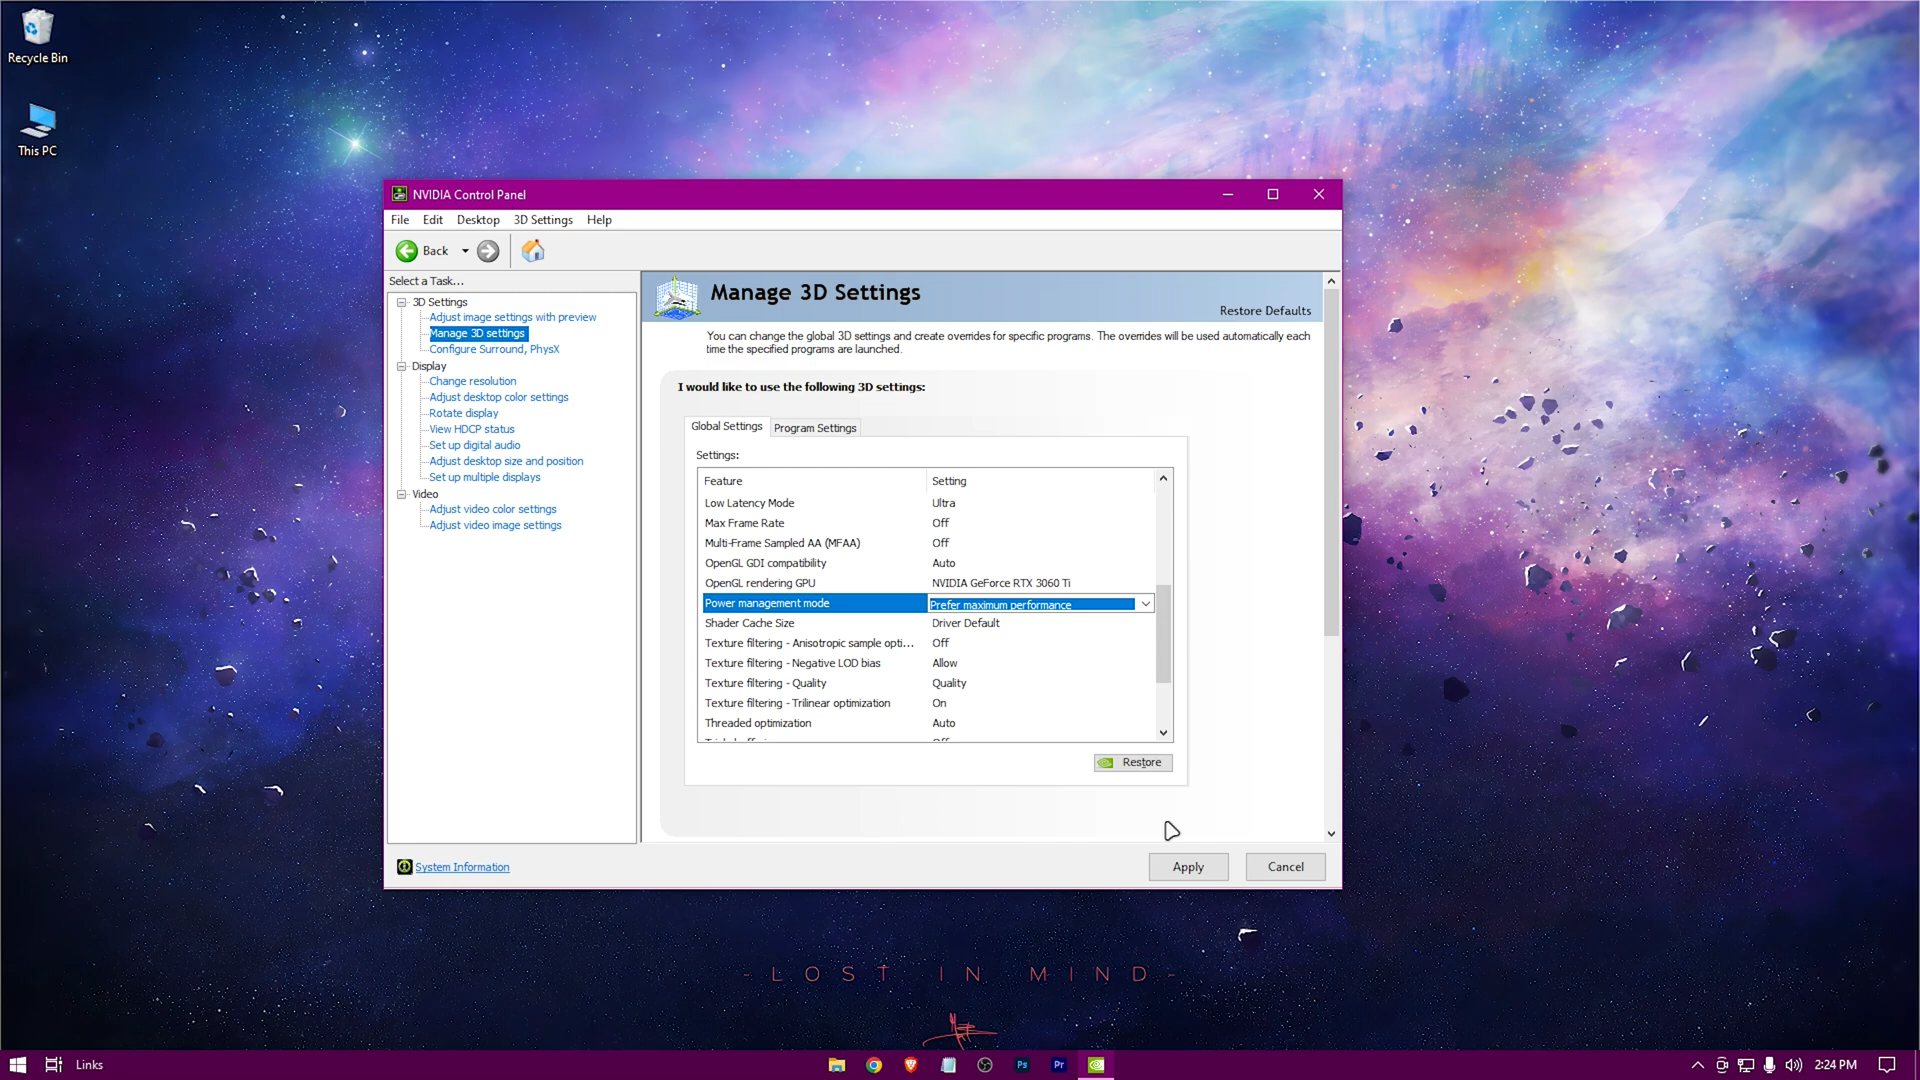 Recycle Bin
This PC
NVIDIA Control Panel
File Edit Desktop 3D Settings Help
Back
Select a Task...
3D Settings
Adjust image settings with preview
Manage 3D settings
Configure Surround, PhysX
Display
Change resolution
Adjust desktop color settings
Rotate display
View HDCP status
Set up digital audio
Adjust desktop size and position
Set up multiple displays
Video
Adjust video color settings
Adjust video image settings
System Information
Manage 3D Settings
Restore Defaults
You can change the global 3D settings and create overrides for specific programs. The overrides will be used automatically each
time the specified programs are launched.
I would like to use the following 3D settings:
Global Settings Program Settings
Settings:
Feature Setting
Low Latency Mode Ultra
Max Frame Rate Off
Multi-Frame Sampled AA (MFAA) Off
OpenGL GDI compatibility Auto
OpenGL rendering GPU NVIDIA GeForce RTX 3060 Ti
Power management mode Prefer maximum performance
Shader Cache Size Driver Default
Texture filtering - Anisotropic sample opti... Off
Texture filtering - Negative LOD bias Allow
Texture filtering - Quality Quality
Texture filtering - Trilinear optimization On
Threaded optimization Auto
Restore
Apply Cancel
- LOST IN MIND -
Links
Ps
Pr
2:24 PM